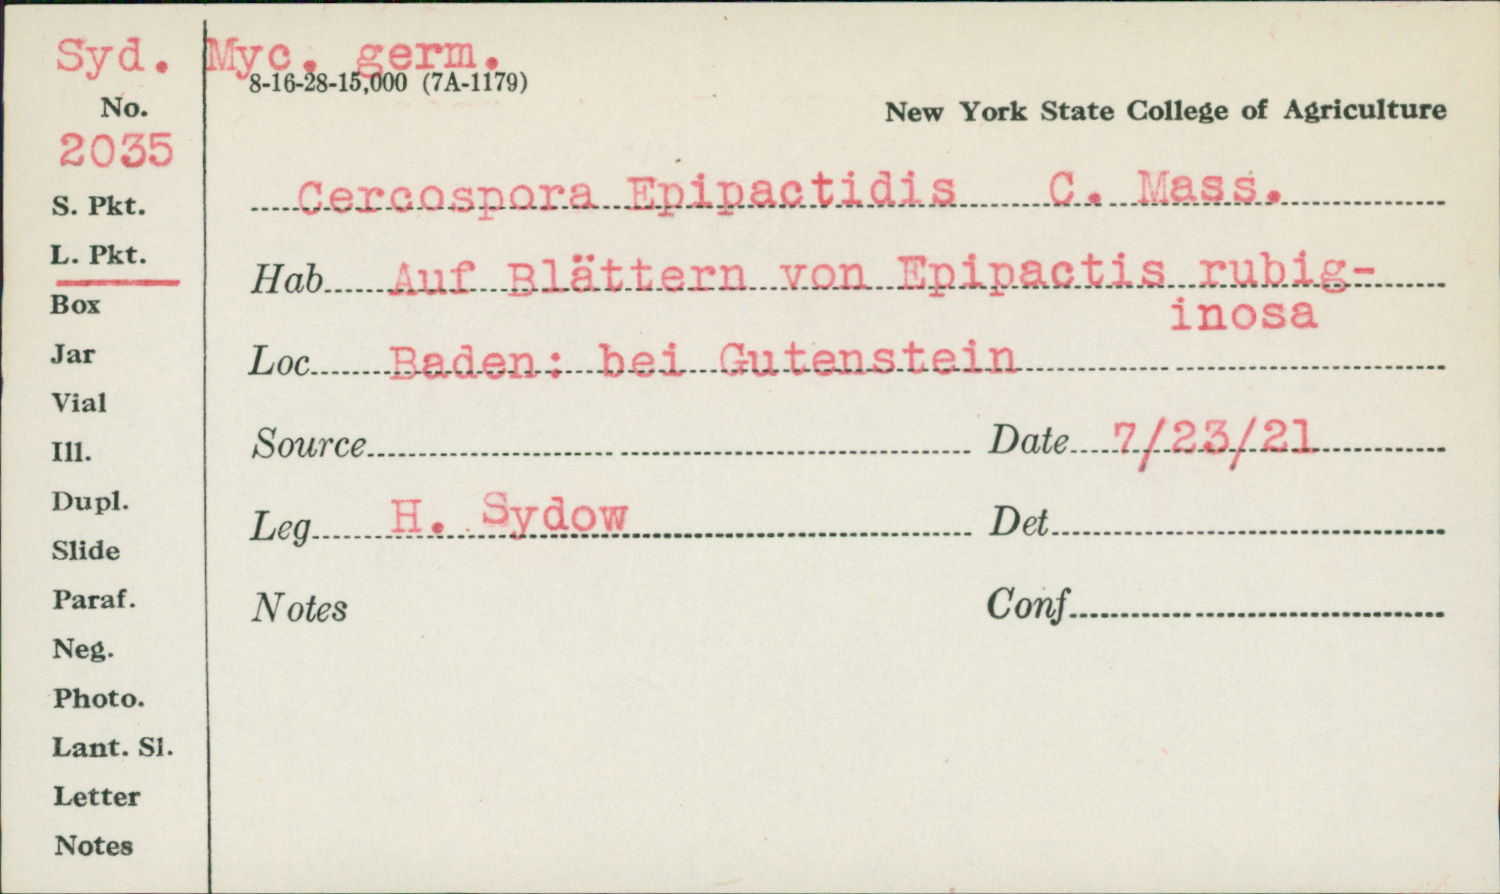 Syd. Myc. germ.
8-16-28-15,000 (7A-1179)
No.
New York State College of Agriculture
2035
S. Pkt.
Cercospora Epipactidis C. Mass.
L. Pkt.
Hab Auf Blättern von Epipactis rubig-
inosa
Box
Jar
Loc Baden: bei Gutenstein
Vial
Ill.
Source Date 7/23/21
Dupl.
Leg H. Sydow Det
Slide
Paraf.
Notes Conf
Neg.
Photo.
Lant. Sl.
Letter
Notes